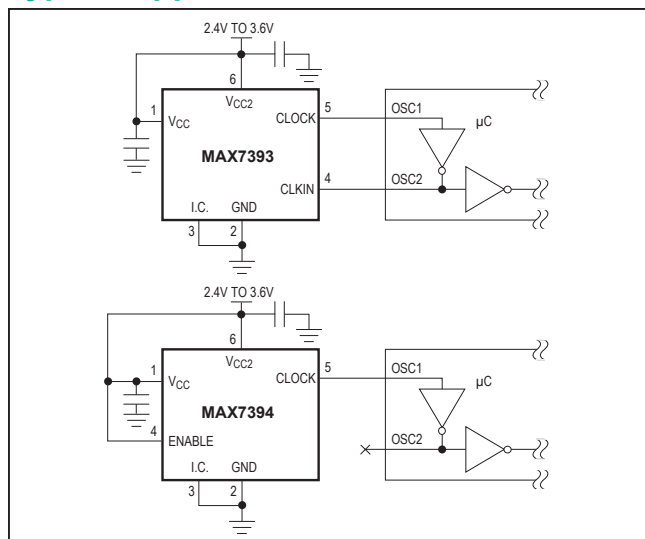 2.4V TO 3.6V
6
VCC2
1
VCC
CLOCK
5
OSC1
µC
MAX7393
CLKIN
4
OSC2
I.C.
GND
3
2
2.4V TO 3.6V
6
VCC2
1
VCC
CLOCK
5
OSC1
µC
MAX7394
4
ENABLE
OSC2
I.C.
GND
3
2